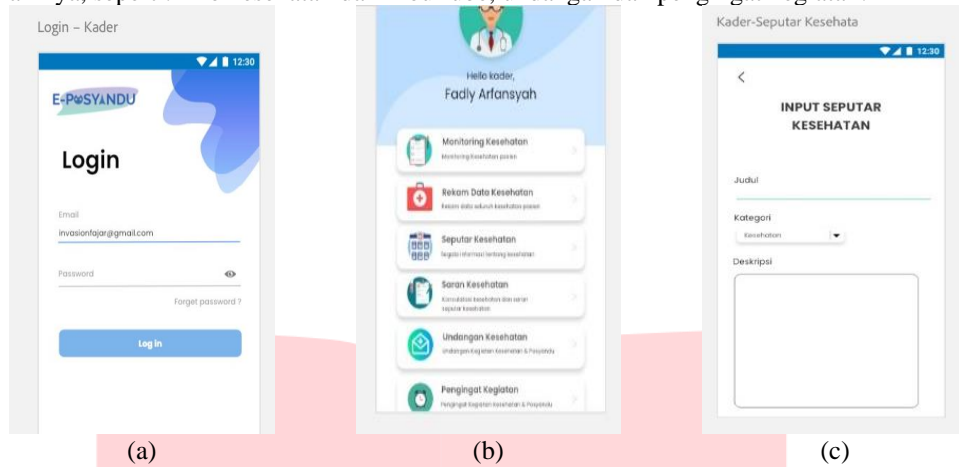 Login – Kader
12:30
E-POSYANDU
Login
Email
invasionfajar@gmail.com
Password
Forget password ?
Log in
(a)
Hello kader,
Fadly Arfansyah
Monitoring Kesehatan
Monitoring Kesehatan pasien
Rekam Data Kesehatan
Rekam data seluruh kesehatan pasien
Seputar Kesehatan
Segala informasi tentang kesehatan
Saran Kesehatan
Konsultasi kesehatan dan saran
seputar kesehatan
Undangan Kesehatan
Undangan Kegiatan Kesehatan & Posyandu
Pengingat Kegiatan
Pengingat Kegiatan Kesehatan & Posyandu
(b)
Kader-Seputar Kesehata
12:30
INPUT SEPUTAR
KESEHATAN
Judul
Kategori
Kesehatan
Deskripsi
(c)